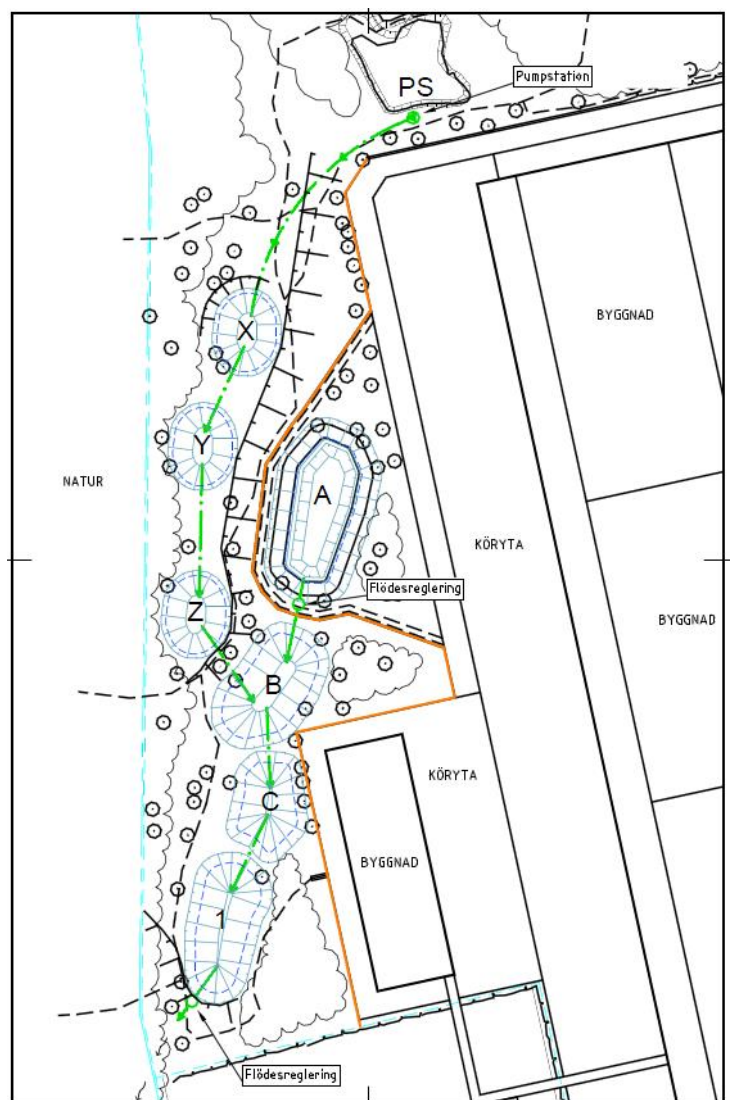 PS
Pumpstation
BYGGNAD
X
Y
NATUR
A
KÖRYTA
Flödesreglering
Z
BYGGNAD
B
KÖRYTA
C
BYGGNAD
1
Flödesreglering